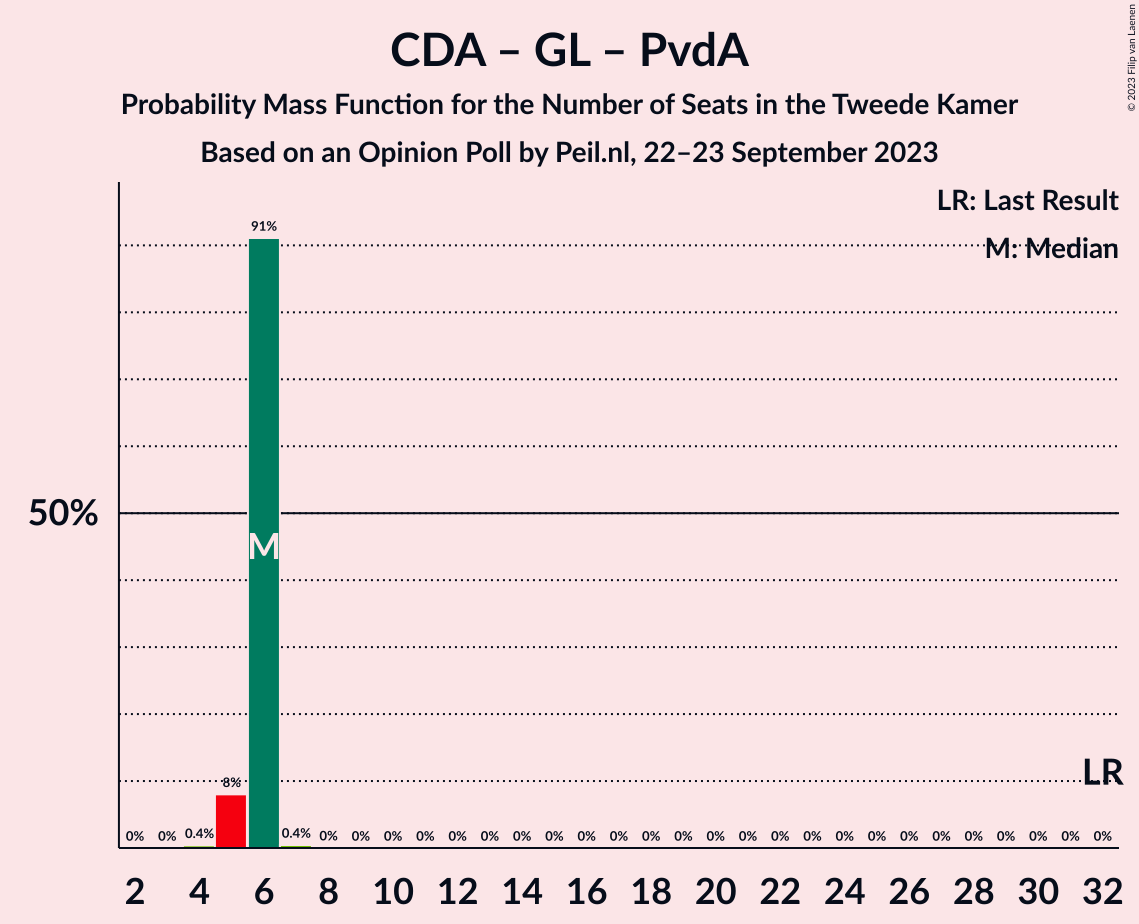 CDA – GL – PvdA
Probability Mass Function for the Number of Seats in the Tweede Kamer
Based on an Opinion Poll by Peil.nl, 22–23 September 2023
© 2023 Filip van Laenen
LR: Last Result
M: Median
91%
50%
M
LR
8%
0% 0% 0.4% 0.4% 0% 0% 0% 0% 0% 0% 0% 0% 0% 0% 0% 0% 0% 0% 0% 0% 0% 0% 0% 0% 0% 0% 0% 0% 0%
2 4 6 8 10 12 14 16 18 20 22 24 26 28 30 32